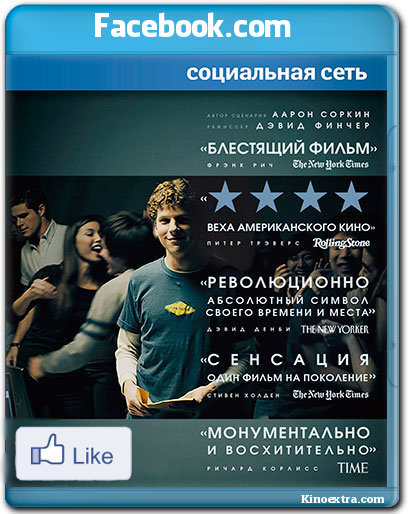 Facebook.com
социальная сеть
АВТОР СЦЕНАРИЯ ААРОН СОРКИН
РЕЖИССЕР ДЭВИД ФИНЧЕР
«БЛЕСТЯЩИЙ ФИЛЬМ»
ФРЭНК РИЧ The New York Times
«★★★★
ВЕХА АМЕРИКАНСКОГО КИНО»
ПИТЕР ТРЭВЕРС RollingStone
«РЕВОЛЮЦИОННО
АБСОЛЮТНЫЙ СИМВОЛ
СВОЕГО ВРЕМЕНИ И МЕСТА»
ДЭВИД ДЕНБИ THE NEW YORKER
«СЕНСАЦИЯ
ОДИН ФИЛЬМ НА ПОКОЛЕНИЕ»
СТИВЕН ХОЛДЕН The New York Times
«МОНУМЕНТАЛЬНО
И ВОСХИТИТЕЛЬНО»
РИЧАРД КОРЛИСС TIME
Like
Kinoextra.com